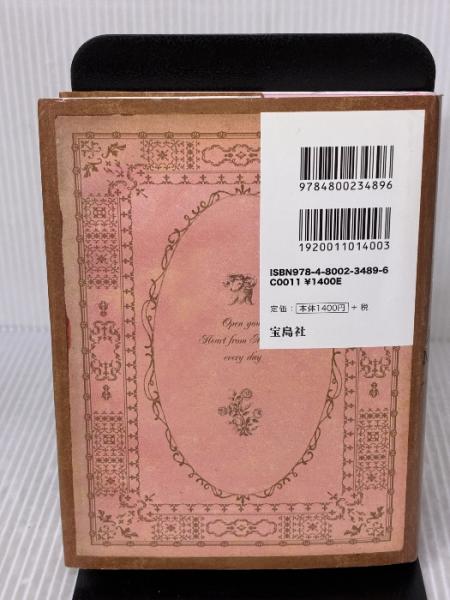 9784800234896
1920011014003
ISBN978-4-8002-3489-6
C0011 ¥1400E
定価： 本体1400円 ＋税
宝島社
Open you
Heart from
every day